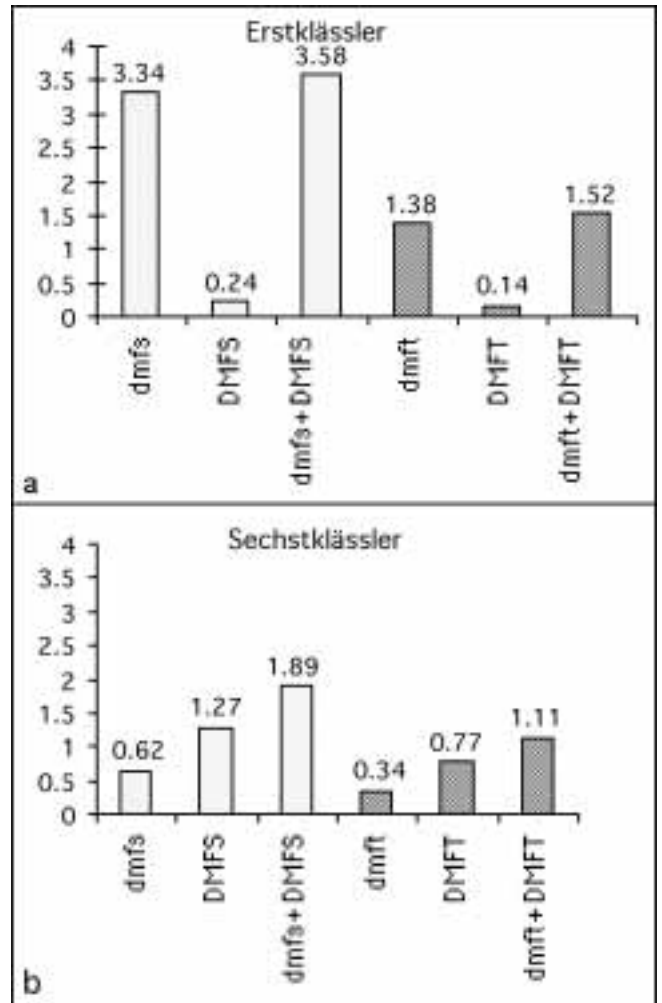 Erstklässler
4
3.5
3
2.5
2
1.5
1
0.5
0
3.34
0.24
3.58
1.38
0.14
1.52
dmfs
DMFS
dmfs+DMFS
dmft
DMFT
dmft+DMFT
a
Sechstklässler
4
3.5
3
2.5
2
1.5
1
0.5
0
0.62
1.27
1.89
0.34
0.77
1.11
dmfs
DMFS
dmfs+DMFS
dmft
DMFT
dmft+DMFT
b